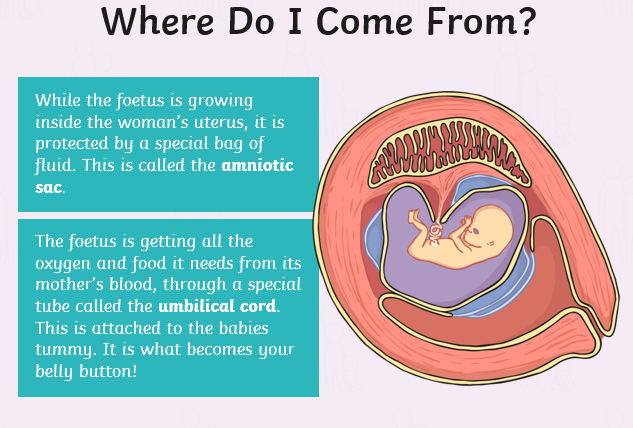 Where Do I Come From?
While the foetus is growing
inside the woman's uterus, it is
protected by a special bag of
fluid. This is called the amniotic
sac.
The foetus is getting all the
oxygen and food it needs from its
mother's blood, through a special
tube called the umbilical cord.
This is attached to the babies
tummy. It is what becomes your
belly button!